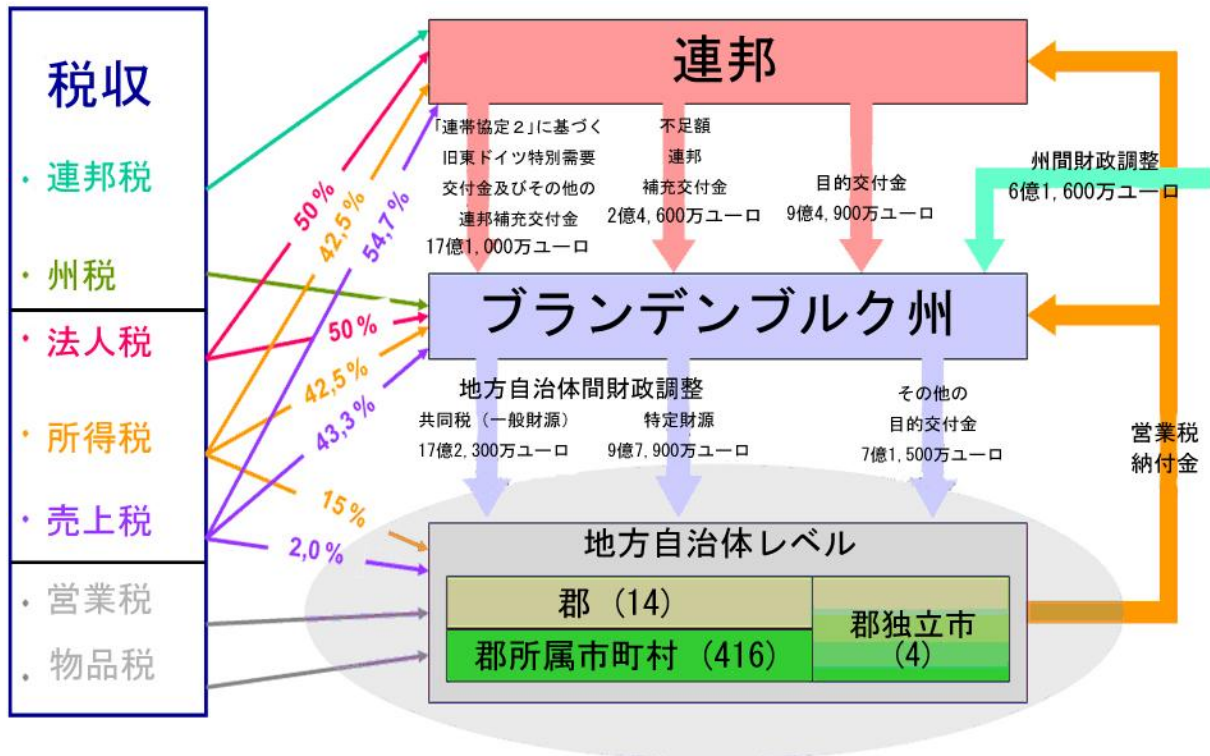 税収
・連邦税
・州税
・法人税
・所得税
・売上税
・営業税
・物品税
連邦
「連帯協定2」に基づく
旧東ドイツ特別需要
交付金及びその他の
連邦補充交付金
17億1,000万ユーロ
不足額
連邦
補充交付金
2億4,600万ユーロ
目的交付金
9億4,900万ユーロ
州間財政調整
6億1,600万ユーロ
50%
42,5%
54,7%
ブランデンブルク州
50%
42,5%
43,3%
15%
2,0%
地方自治体間財政調整
共同税(一般財源)
17億2,300万ユーロ
特定財源
9億7,900万ユーロ
その他の
目的交付金
7億1,500万ユーロ
営業税
納付金
地方自治体レベル
郡 (14)
郡所属市町村 (416)
郡独立市
(4)